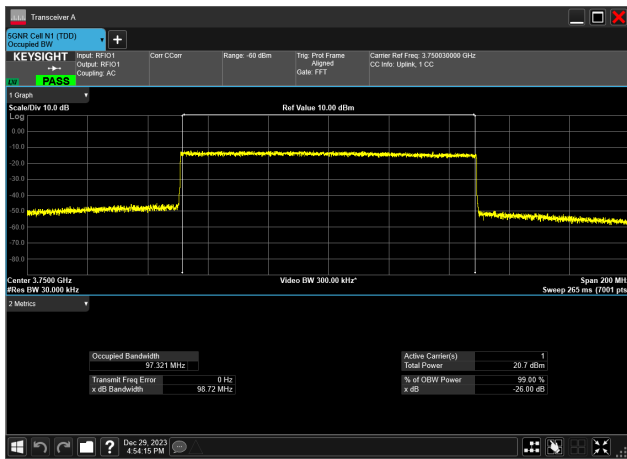 Transceiver A
5GNR Cell N1 (TDD)
Occupied BW
KEYSIGHT
Input: RFIO1
Output: RFIO1
Coupling: AC
Corr CCorr
Range: -60 dBm
Trig: Prot Frame
Aligned
Gate: FFT
Carrier Ref Freq: 3.750030000 GHz
CC Info: Uplink, 1 CC
PASS
1 Graph
Scale/Div 10.0 dB
Ref Value 10.00 dBm
Log
0.00
-10.0
-20.0
-30.0
-40.0
-50.0
-60.0
-70.0
-80.0
Center 3.7500 GHz
Video BW 300.00 kHz*
Span 200 MH
#Res BW 30.000 kHz
Sweep 265 ms (7001 pts
2 Metrics
Occupied Bandwidth
97.321 MHz
Transmit Freq Error 0 Hz
x dB Bandwidth 98.72 MHz
Active Carrier(s) 1
Total Power 20.7 dBm
% of OBW Power 99.00 %
x dB -26.00 dB
?
Dec 29, 2023
4:54:15 PM